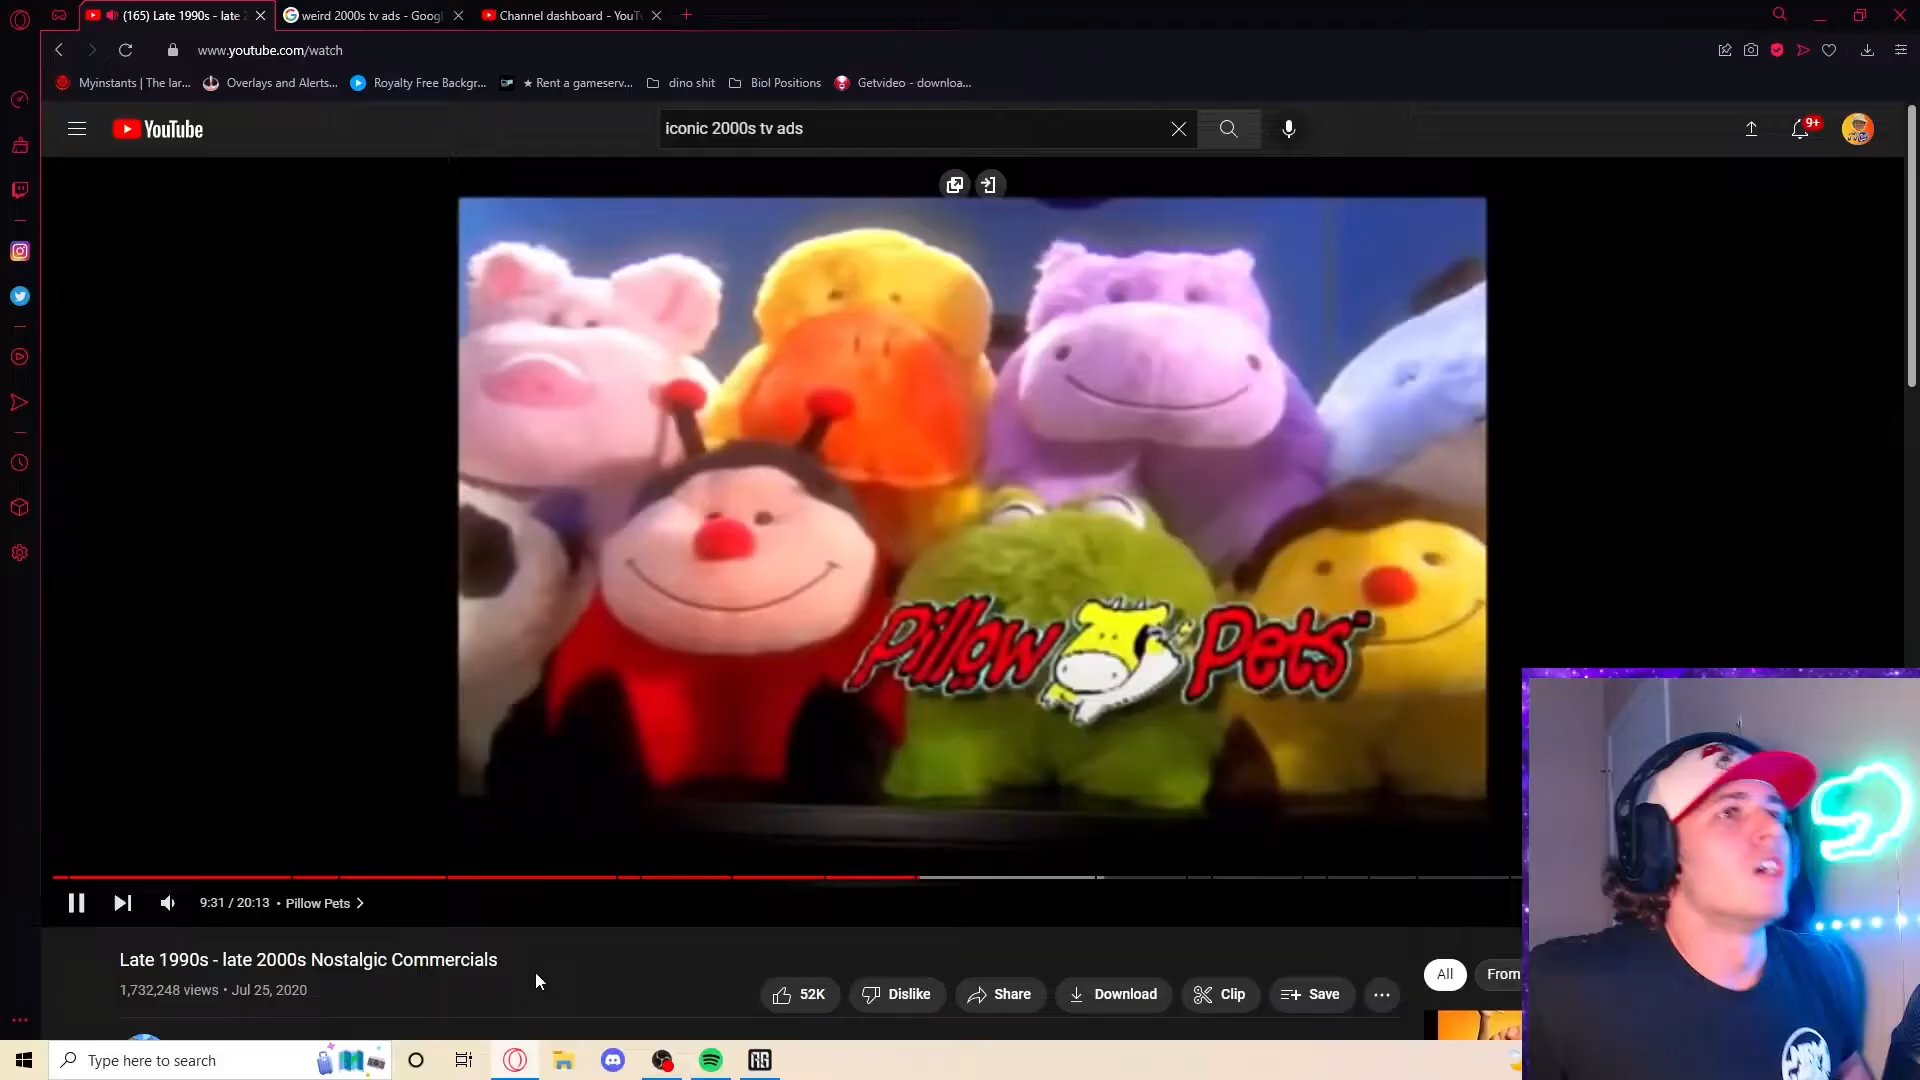 (165) Late 1990s - late 2
weird 2000s tv ads - Goog
Channel dashboard - YouT
www.youtube.com/watch
Myinstants | The lar...
Overlays and Alerts...
Royalty Free Backgr...
★ Rent a gameserv...
dino shit
Biol Positions
Getvideo - downloa...
YouTube
iconic 2000s tv ads
9+
Pillow Pets
9:31 / 20:13 • Pillow Pets
Late 1990s - late 2000s Nostalgic Commercials
1,732,248 views • Jul 25, 2020
52K
Dislike
Share
Download
Clip
Save
All
From
Type here to search